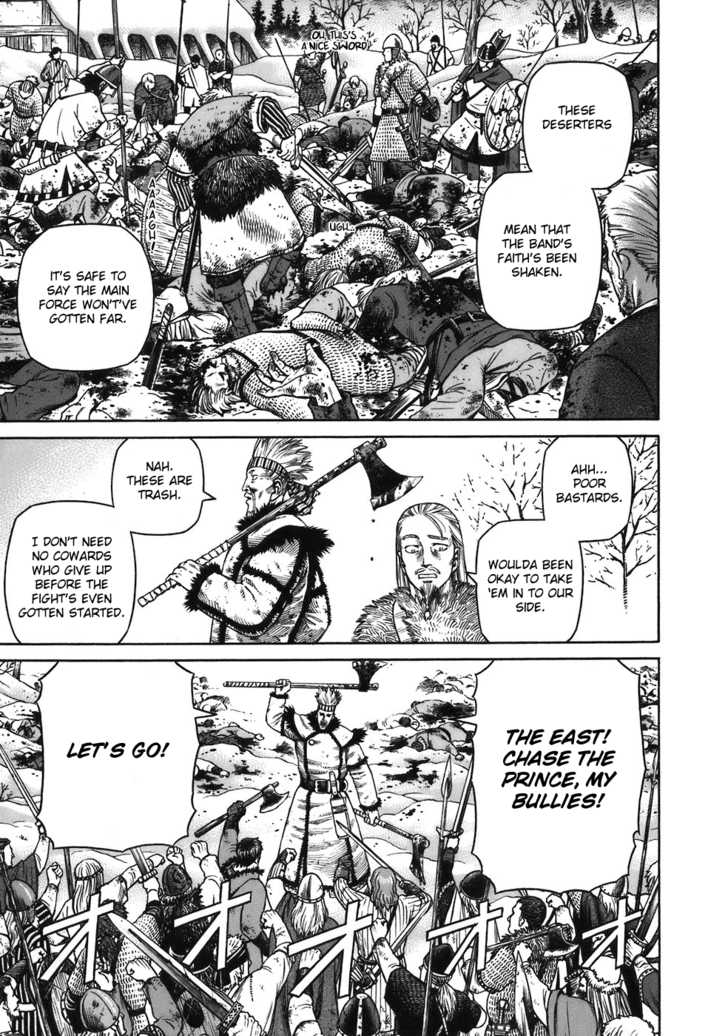 THESE
DESERTERS
MEAN THAT
THE BAND'S
FAITH'S BEEN
SHAKEN.
OH, THIS'S
A NICE SWORD.
UGH...
AAAAGH!
IT'S SAFE TO
SAY THE MAIN
FORCE WON'T'VE
GOTTEN FAR.
AHH...
POOR
BASTARDS.
WOULDA BEEN
OKAY TO TAKE
'EM IN TO OUR
SIDE.
NAH.
THESE ARE
TRASH.
I DON'T NEED
NO COWARDS
WHO GIVE UP
BEFORE THE
FIGHT'S EVEN
GOTTEN STARTED.
THE EAST!
CHASE THE
PRINCE, MY
BULLIES!
LET'S GO!
オオオオオ